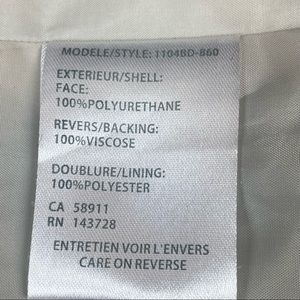 MODELE/STYLE: 1104BD-860
EXTERIEUR/SHELL:
FACE:
100%POLYURETHANE
REVERS/BACKING:
100%VISCOSE
DOUBLURE/LINING:
100%POLYESTER
CA 58911
RN 143728
ENTRETIEN VOIR L'ENVERS
CARE ON REVERSE